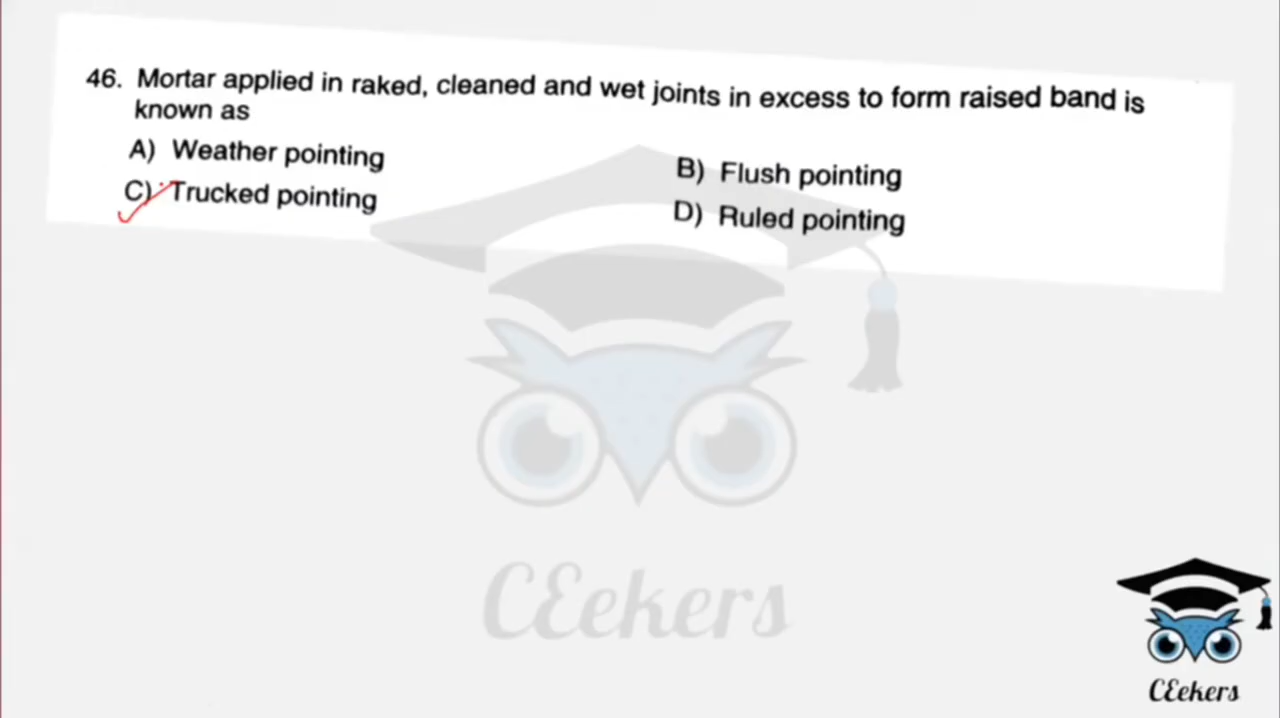 46. Mortar applied in raked, cleaned and wet joints in excess to form raised band is
known as
A) Weather pointing
B) Flush pointing
C) Trucked pointing
D) Ruled pointing
CEekers
CEekers